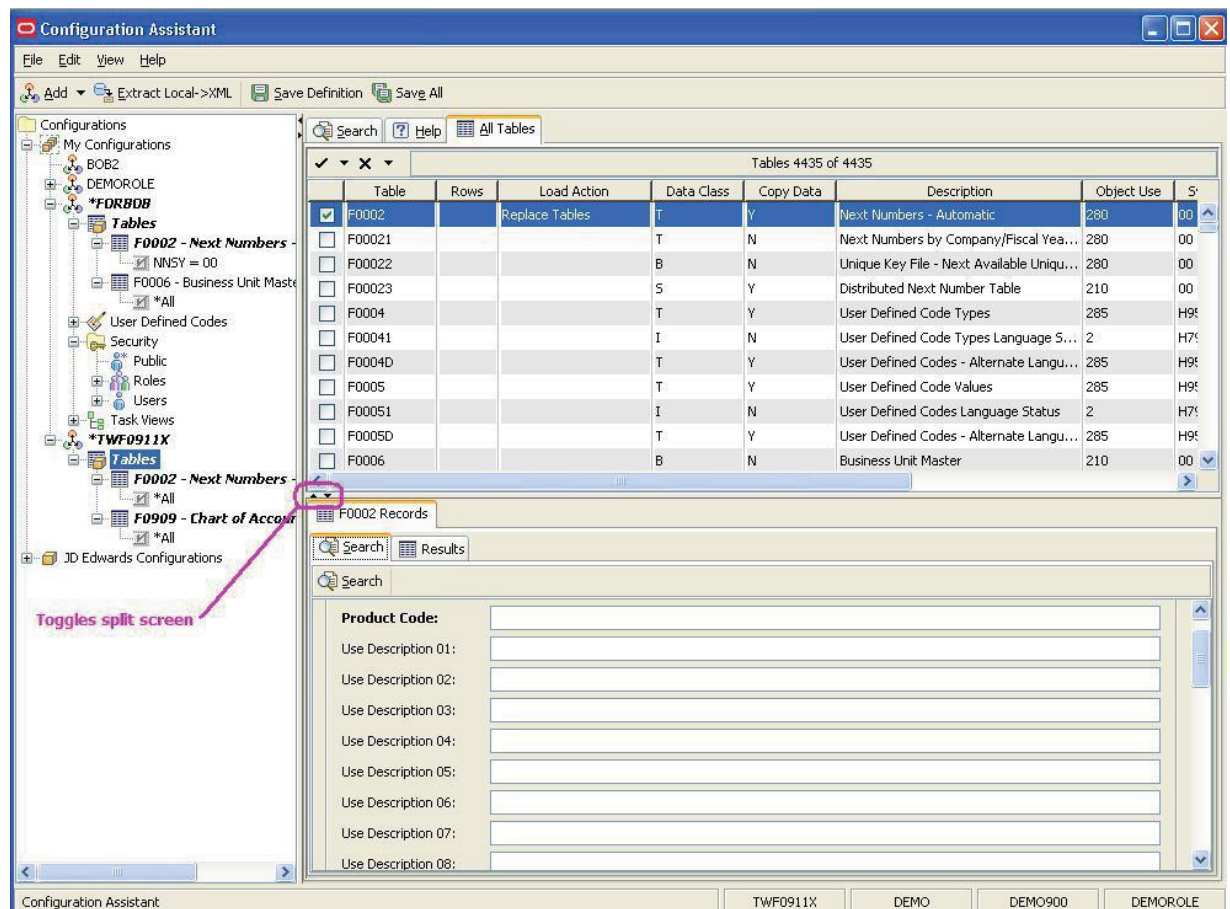 Configuration Assistant
File Edit View Help
Add Extract Local->XML Save Definition Save All
Configurations
My Configurations
BOB2
DEMOROLE
*FORBOB
Tables
F0002 - Next Numbers -
NNSY = 00
F0006 - Business Unit Maste
*All
User Defined Codes
Security
Public
Roles
Users
Task Views
*TWF0911X
Tables
F0002 - Next Numbers -
*All
F0909 - Chart of Accour
*All
JD Edwards Configurations
Toggles split screen
Search Help All Tables
Tables 4435 of 4435
Table Rows Load Action Data Class Copy Data Description Object Use
F0002 Replace Tables T Y Next Numbers - Automatic 280 00
F00021 T N Next Numbers by Company/Fiscal Yea... 280 00
F00022 B N Unique Key File - Next Available Uniqu... 280 00
F00023 S Y Distributed Next Number Table 210 00
F0004 T Y User Defined Code Types 285 H95
F00041 I N User Defined Code Types Language S... 2 H79
F0004D T Y User Defined Codes - Alternate Langu... 285 H95
F0005 T Y User Defined Code Values 285 H95
F00051 I N User Defined Codes Language Status 2 H79
F0005D T Y User Defined Codes - Alternate Langu... 285 H95
F0006 B N Business Unit Master 210 00
F0002 Records
Search Results
Search
Product Code:
Use Description 01:
Use Description 02:
Use Description 03:
Use Description 04:
Use Description 05:
Use Description 06:
Use Description 07:
Use Description 08:
Configuration Assistant TWF0911X DEMO DEMO900 DEMOROLE